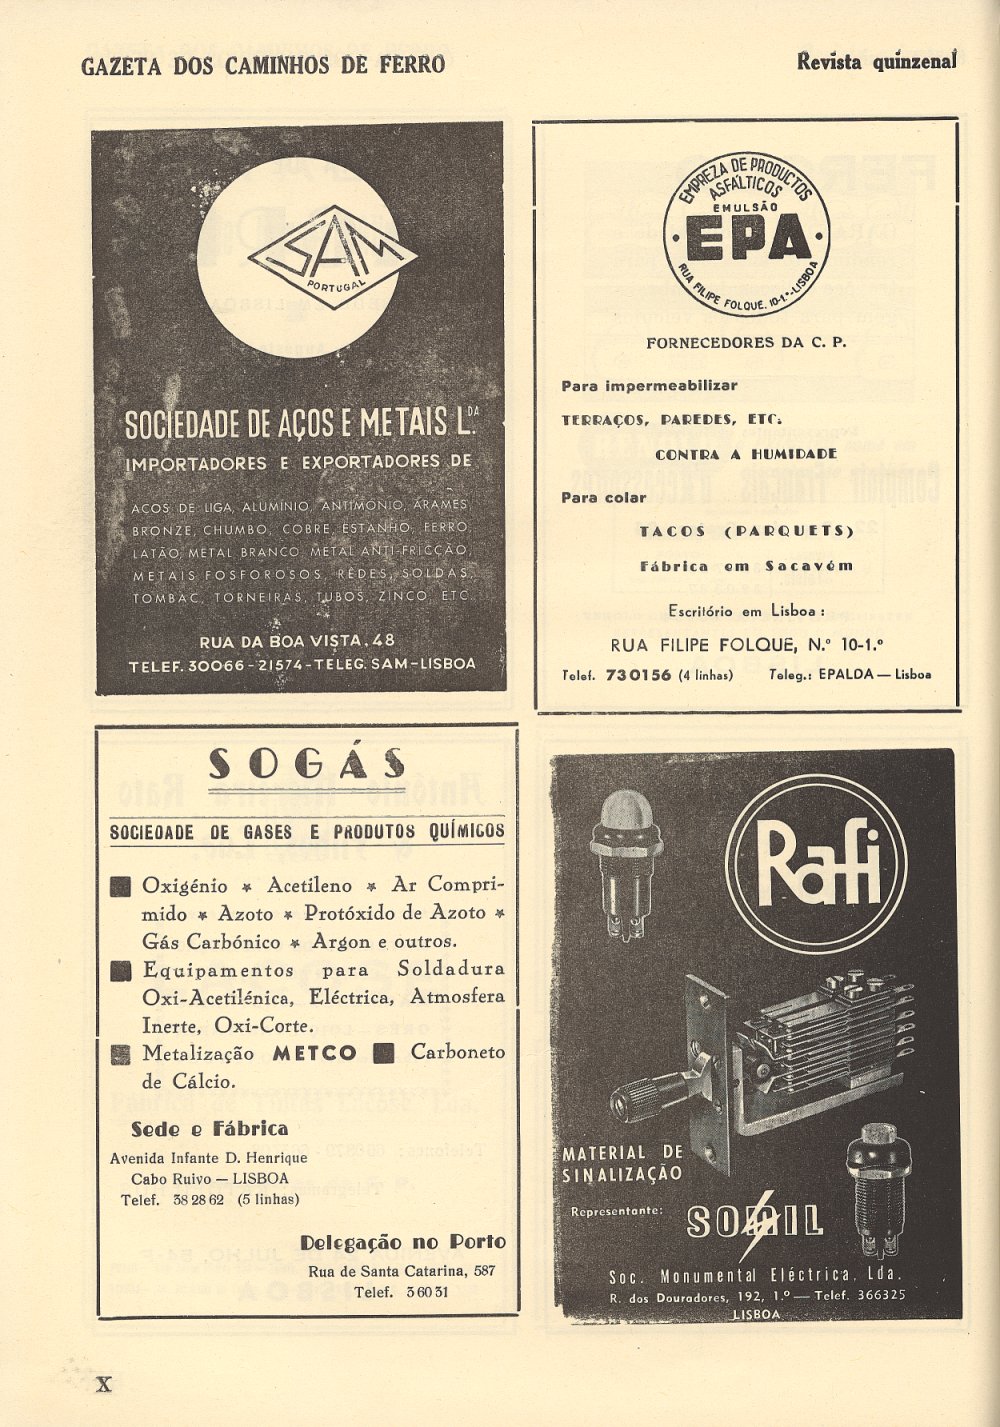 GAZETA DOS CAMINHOS DE FERRO
Revista quinzenal
SAM
PORTUGAL
SOCIEDADE DE AÇOS E METAIS L.DA
IMPORTADORES E EXPORTADORES DE
AÇOS DE LIGA, ALUMÍNIO, ANTIMÓNIO, ARAMES
BRONZE, CHUMBO, COBRE, ESTANHO, FERRO
LATÃO, METAL BRANCO, METAL ANTI-FRICÇÃO,
METAIS FOSFOROSOS, RÊDES, SOLDAS,
TOMBAC, TORNEIRAS, TUBOS, ZINCO, ETC
RUA DA BOA VISTA, 48
TELEF. 30066 - 21574 - TELEG. SAM - LISBOA
EMPREZA DE PRODUCTOS
ASFÁLTICOS
EMULSÃO
EPA
RUA FILIPE FOLQUE. 10-1.º - LISBOA
FORNECEDORES DA C. P.
Para impermeabilizar
TERRAÇOS, PAREDES, ETC.
CONTRA A HUMIDADE
Para colar
TACOS (PARQUETS)
Fábrica em Sacavém
Escritório em Lisboa :
RUA FILIPE FOLQUE, N.º 10-1.º
Telef. 730156 (4 linhas) Teleg.: EPALDA — Lisboa
SOGÁS
SOCIEDADE DE GASES E PRODUTOS QUÍMICOS
Oxigénio * Acetileno * Ar Compri-
mido * Azoto * Protóxido de Azoto *
Gás Carbónico * Argon e outros.
Equipamentos para Soldadura
Oxi-Acetilénica, Eléctrica, Atmosfera
Inerte, Oxi-Corte.
Metalização METCO ■ Carboneto
de Cálcio.
Sede e Fábrica
Avenida Infante D. Henrique
Cabo Ruivo — LISBOA
Telef. 38 28 62 (5 linhas)
Delegação no Porto
Rua de Santa Catarina, 587
Telef. 3 60 31
Rafi
MATERIAL DE
SINALIZAÇÃO
Representante:
SOMIL
Soc. Monumental Eléctrica, Lda.
R. dos Douradores, 192, 1.º — Telef. 366325
LISBOA
X